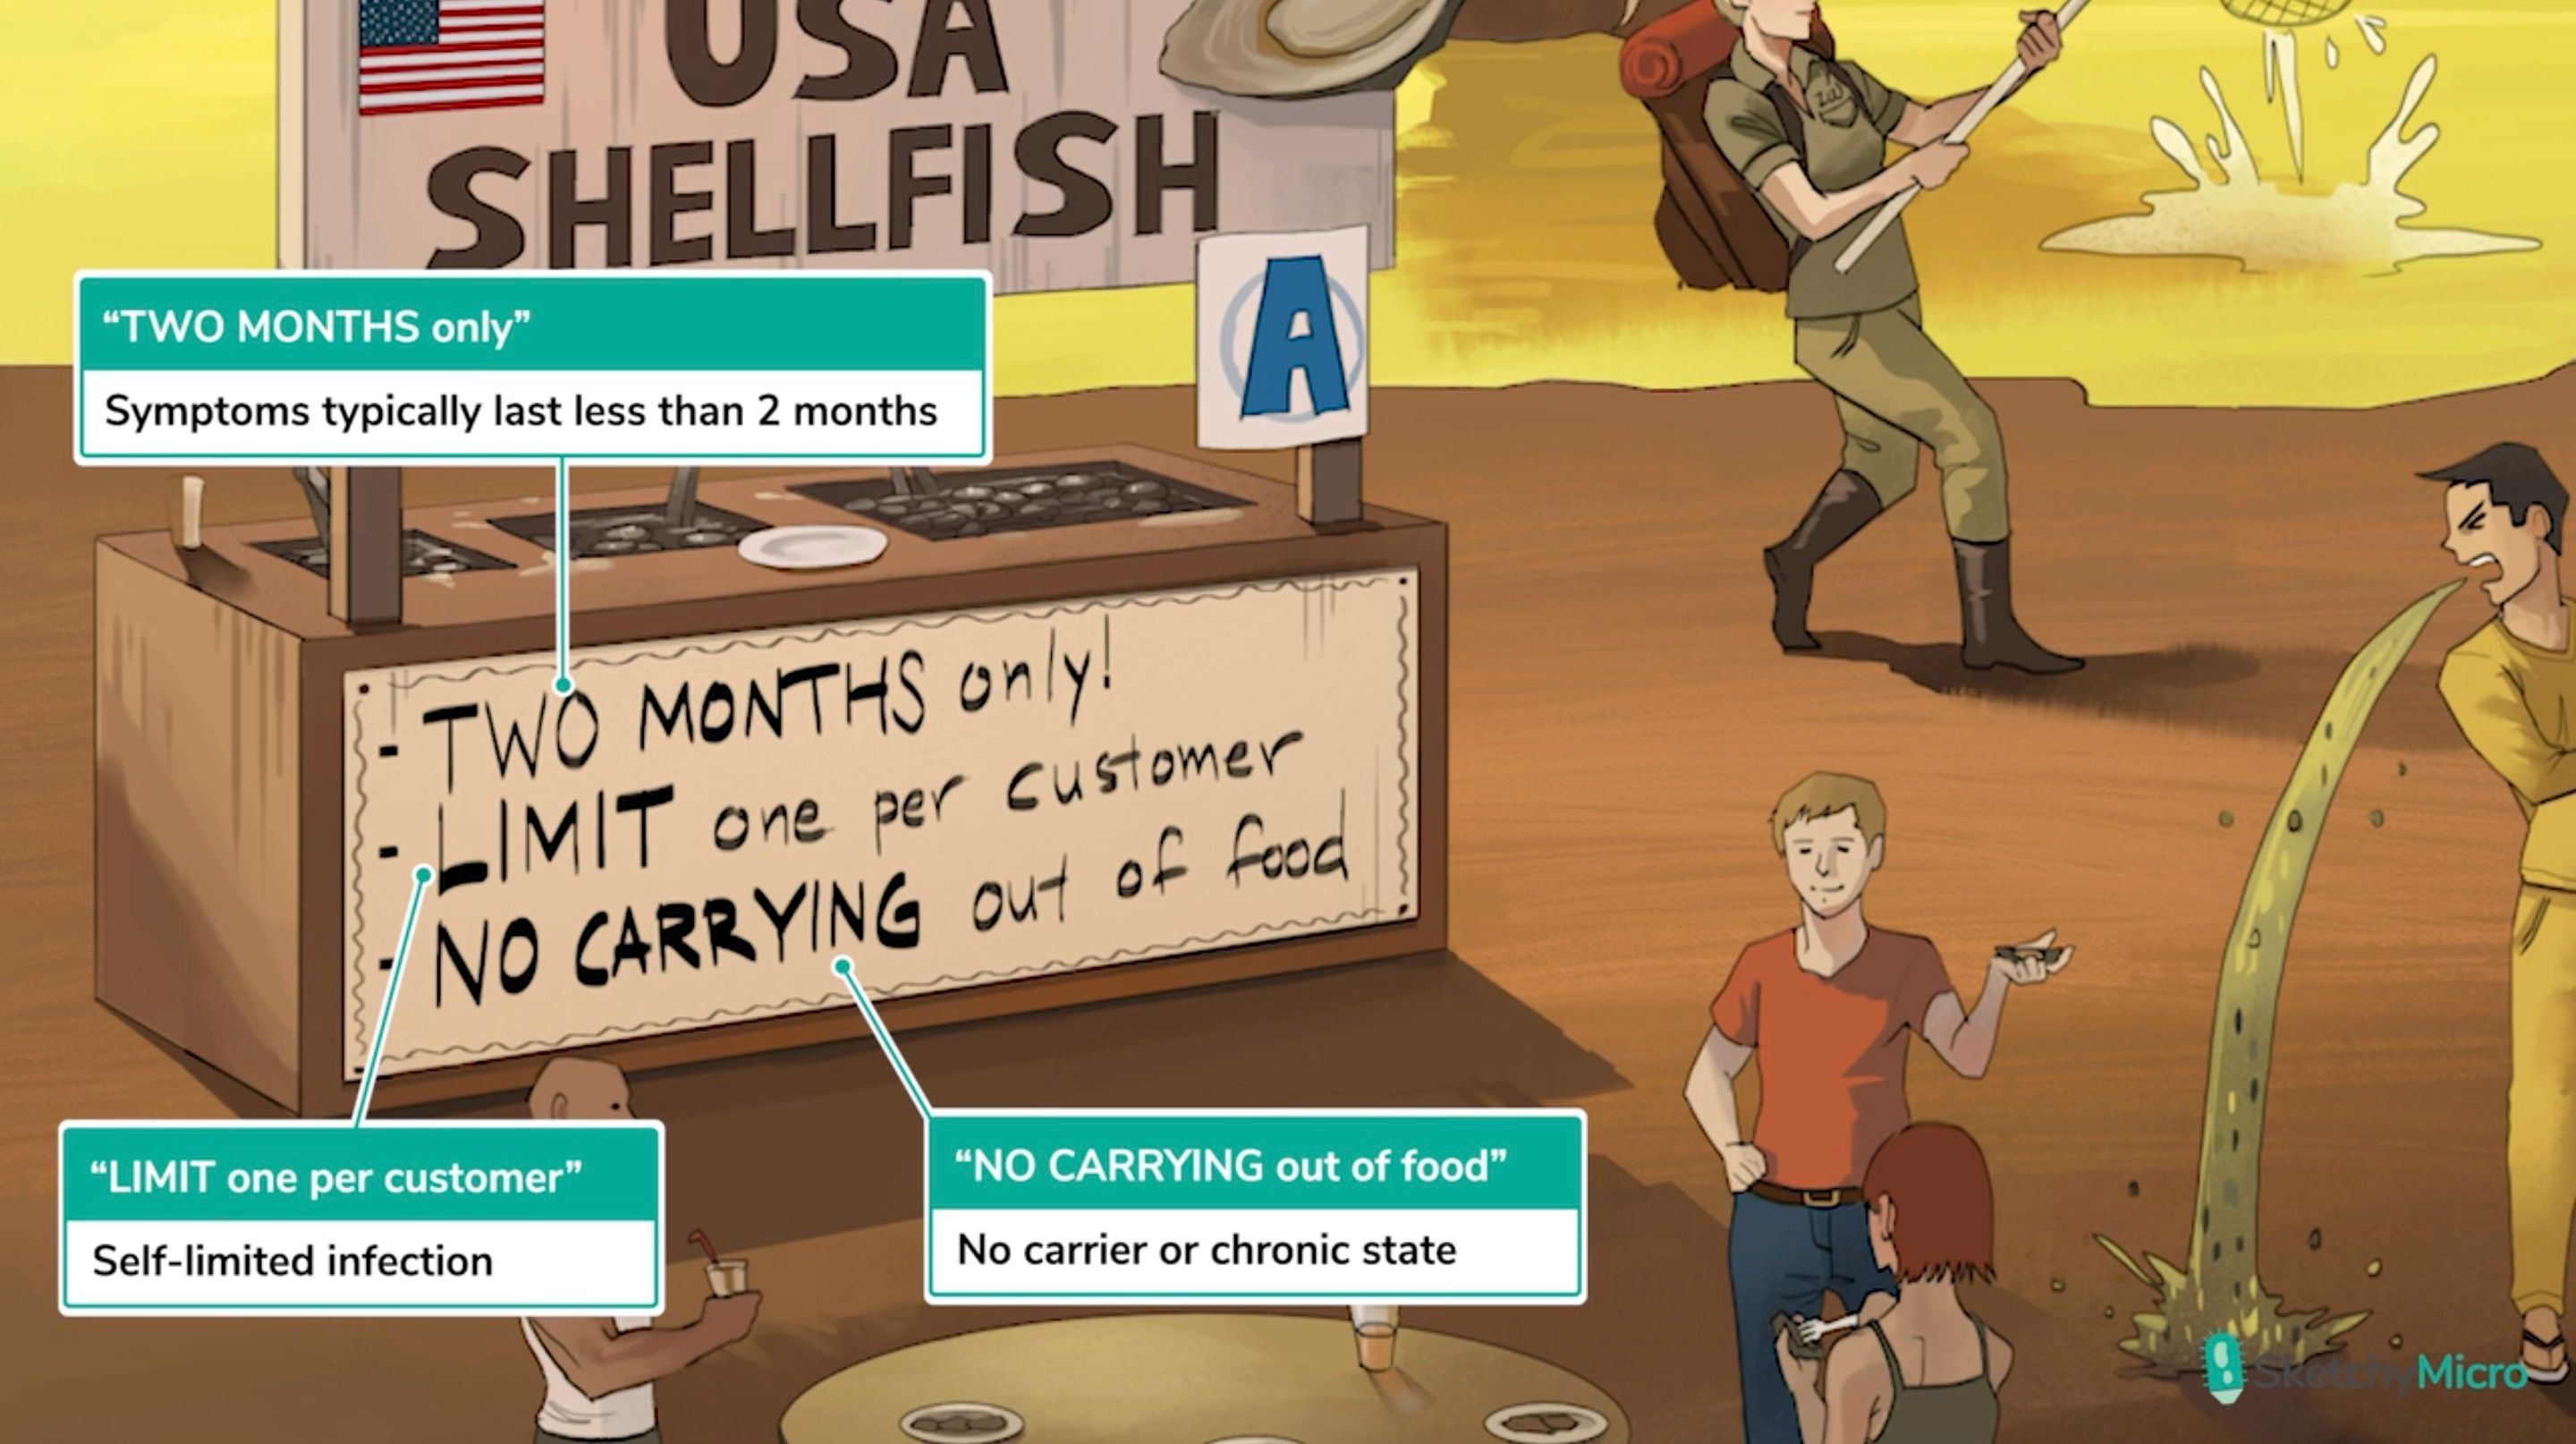 USA
SHELLFISH
A
“TWO MONTHS only”
Symptoms typically last less than 2 months
- TWO MONTHS only!
- LIMIT one per customer
- NO CARRYING out of food
“LIMIT one per customer”
Self-limited infection
“NO CARRYING out of food”
No carrier or chronic state
SketchyMicro